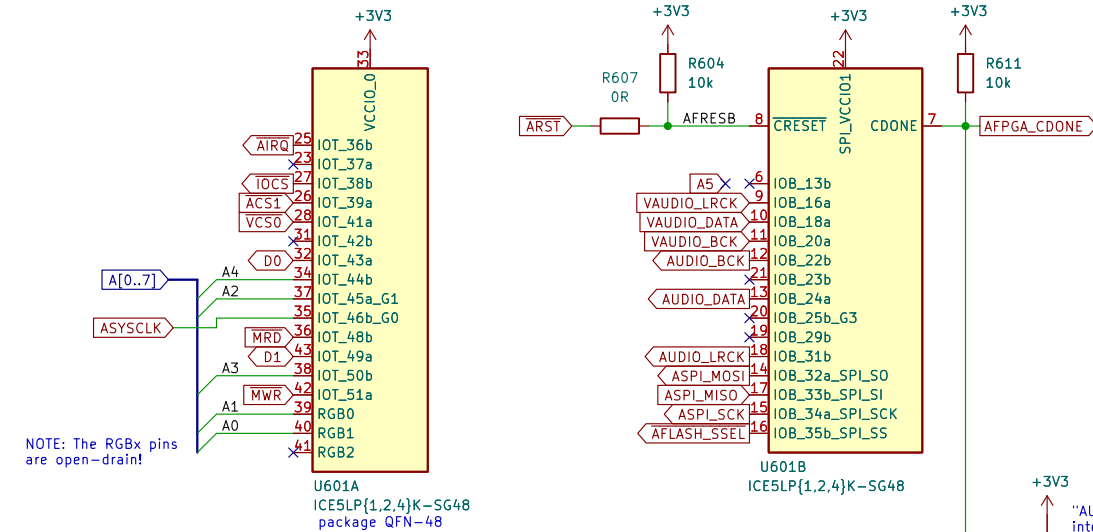 +3V3
33
VCCIO_0
AIRQ 25 IOT_36b
23 IOT_37a
IOCS 27 IOT_38b
ACS1 26 IOT_39a
VCS0 28 IOT_41a
31 IOT_42b
D0 32 IOT_43a
A[0..7] A4 34 IOT_44b
A2 37 IOT_45a_G1
ASYSCLK 35 IOT_46b_G0
MRD 36 IOT_48b
D1 43 IOT_49a
A3 38 IOT_50b
MWR 42 IOT_51a
A1 39 RGB0
A0 40 RGB1
41 RGB2
NOTE: The RGBx pins
are open-drain!
U601A
ICE5LP{1,2,4}K-SG48
package QFN-48
+3V3
R604
10k
R607
0R
ARST
AFRESB
+3V3
22
SPI_VCCIO1
8 CRESET
CDONE 7
+3V3
R611
10k
AFPGA_CDONE
A5 6 IOB_13b
VAUDIO_LRCK 9 IOB_16a
VAUDIO_DATA 10 IOB_18a
VAUDIO_BCK 11 IOB_20a
AUDIO_BCK 12 IOB_22b
21 IOB_23b
AUDIO_DATA 13 IOB_24a
20 IOB_25b_G3
19 IOB_29b
AUDIO_LRCK 18 IOB_31b
ASPI_MOSI 14 IOB_32a_SPI_SO
ASPI_MISO 17 IOB_33b_SPI_SI
ASPI_SCK 15 IOB_34a_SPI_SCK
AFLASH_SSEL 16 IOB_35b_SPI_SS
U601B
ICE5LP{1,2,4}K-SG48
+3V3